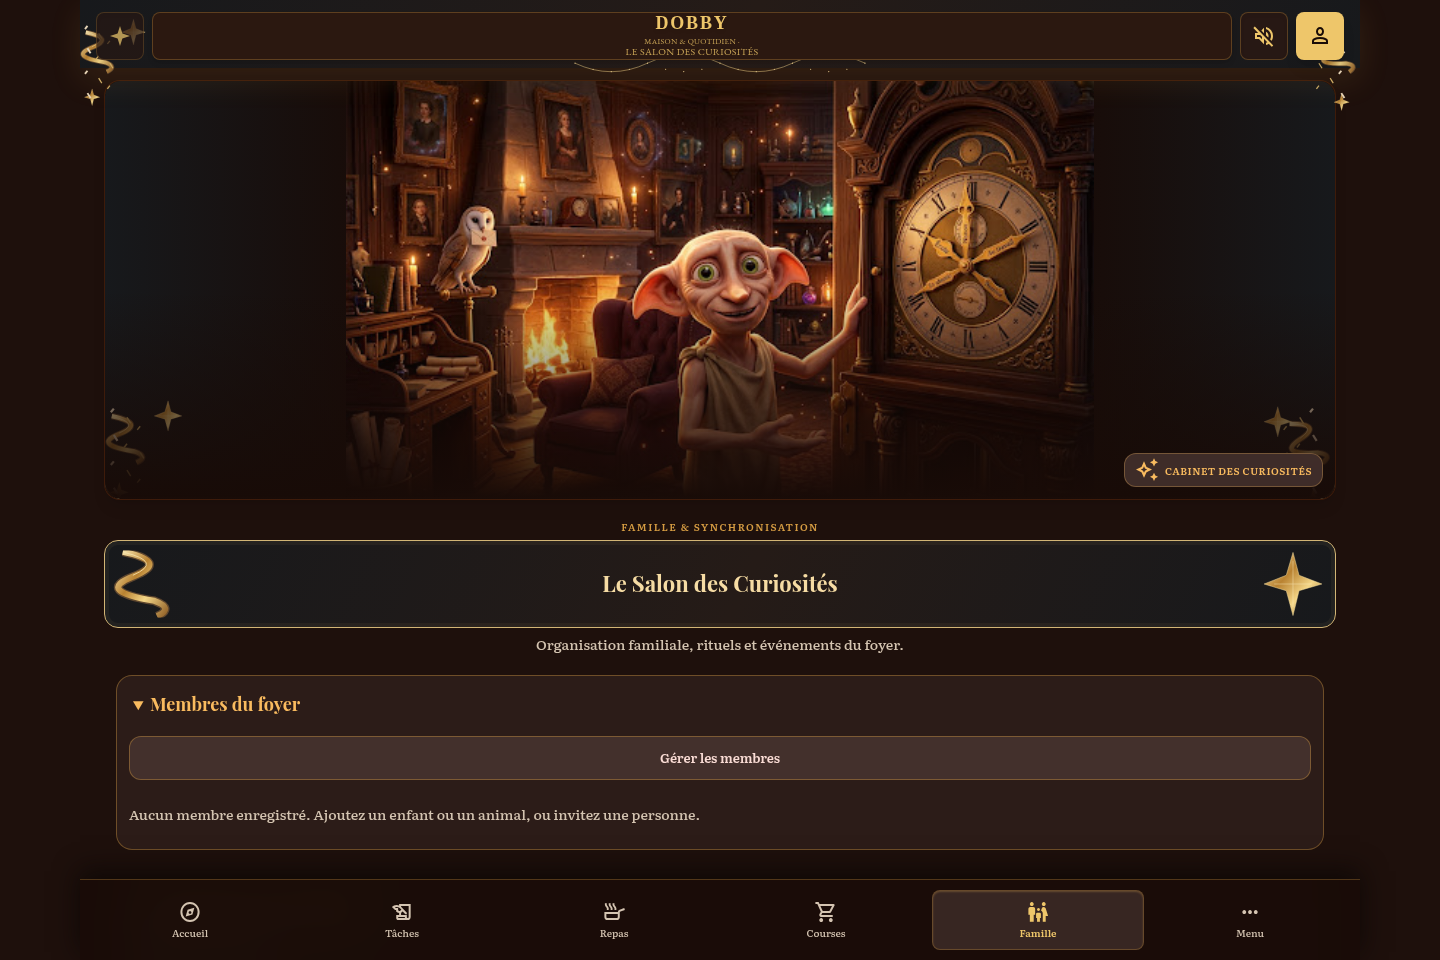 DOBBY
MAISON & QUOTIDIEN ·
LE SALON DES CURIOSITÉS
CABINET DES CURIOSITÉS
FAMILLE & SYNCHRONISATION
Le Salon des Curiosités
Organisation familiale, rituels et événements du foyer.
▼ Membres du foyer
Gérer les membres
Aucun membre enregistré. Ajoutez un enfant ou un animal, ou invitez une personne.
Accueil
Tâches
Repas
Courses
Famille
Menu